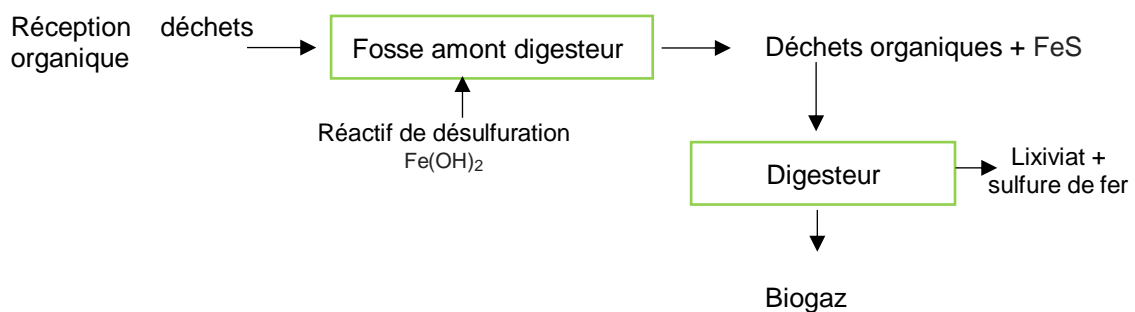 Réception déchets
organique
Fosse amont digesteur
Déchets organiques + FeS
Réactif de désulfuration
Fe(OH)₂
Digesteur
Lixiviat +
sulfure de fer
Biogaz